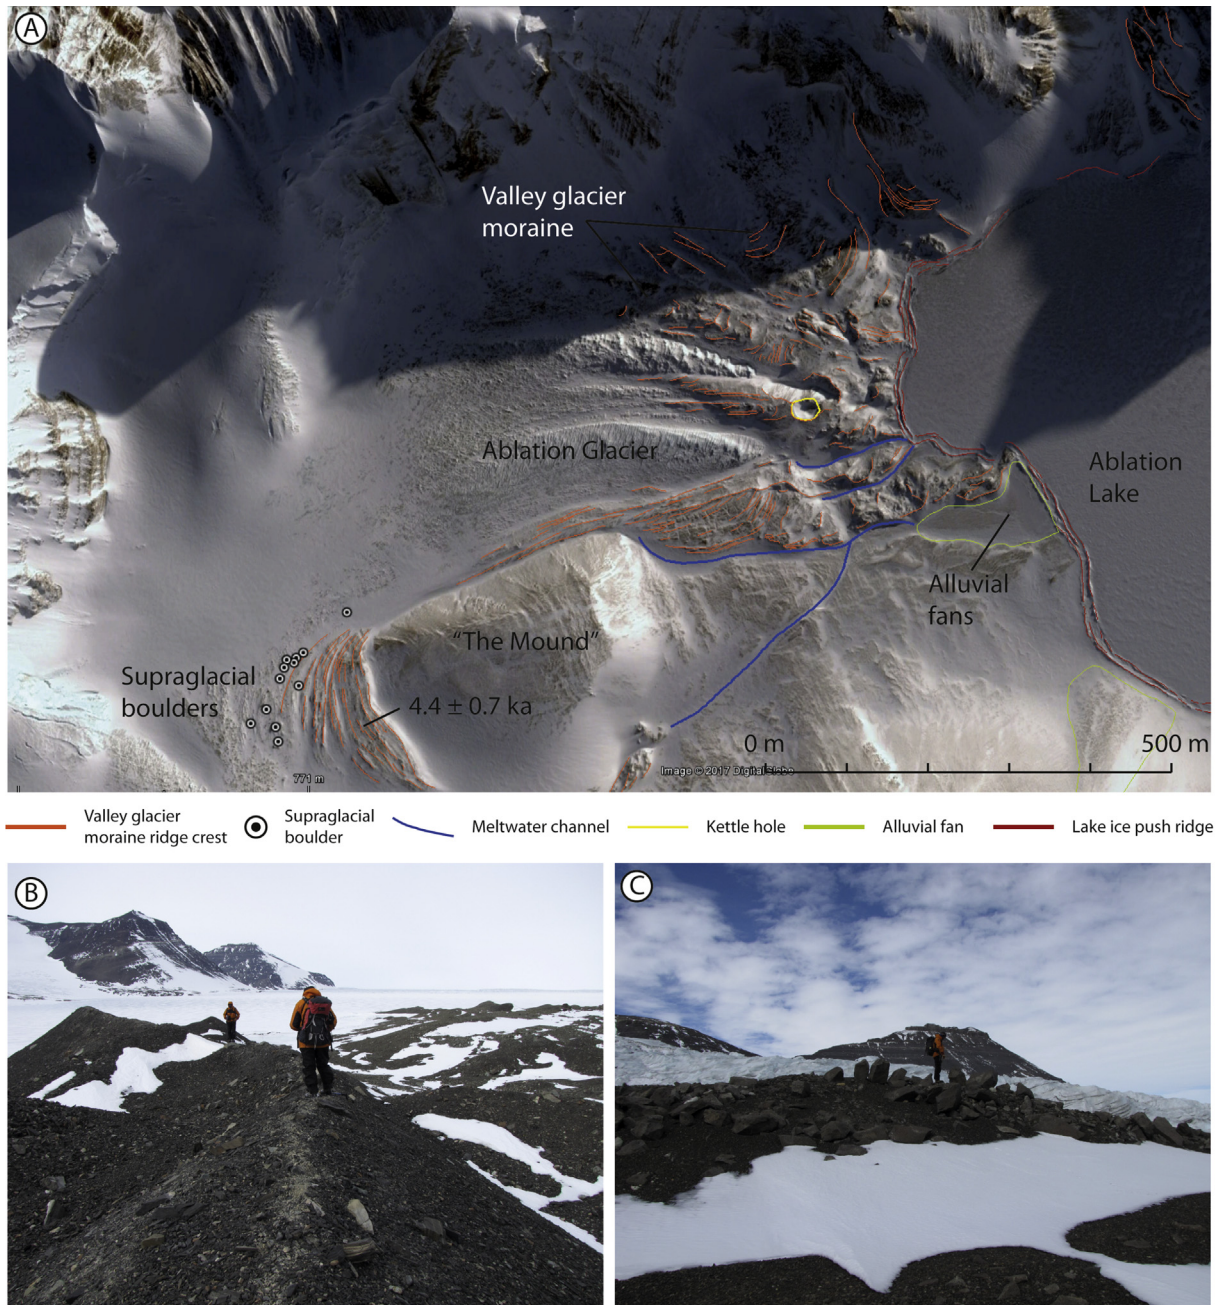 A
Valley glacier
moraine
Ablation Glacier
Ablation
Lake
Alluvial
fans
"The Mound"
Supraglacial
boulders
4.4 ± 0.7 ka
0 m
500 m
Image © 2017 DigitalGlobe
771 m
Valley glacier
moraine ridge crest
Supraglacial
boulder
Meltwater channel
Kettle hole
Alluvial fan
Lake ice push ridge
B
C